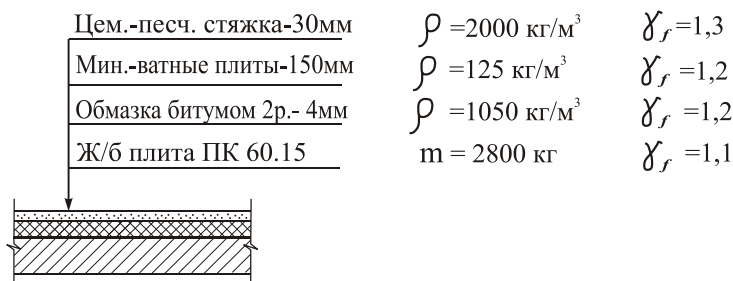 Цем.-песч. стяжка-30мм ρ =2000 кг/м³ γf=1,3
Мин.-ватные плиты-150мм ρ =125 кг/м³ γf =1,2
Обмазка битумом 2р.- 4мм ρ =1050 кг/м³ γf =1,2
Ж/б плита ПК 60.15 m = 2800 кг γf =1,1